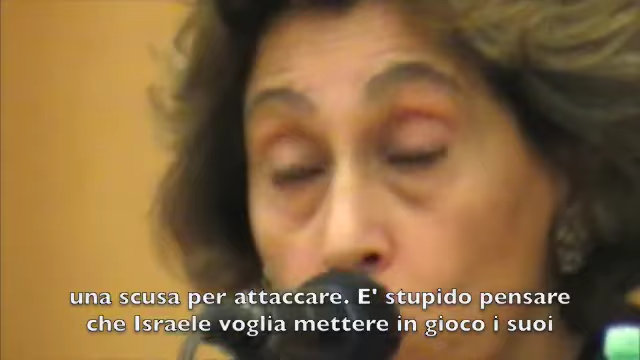 una scusa per attaccare. E' stupido pensare
che Israele voglia mettere in gioco i suoi